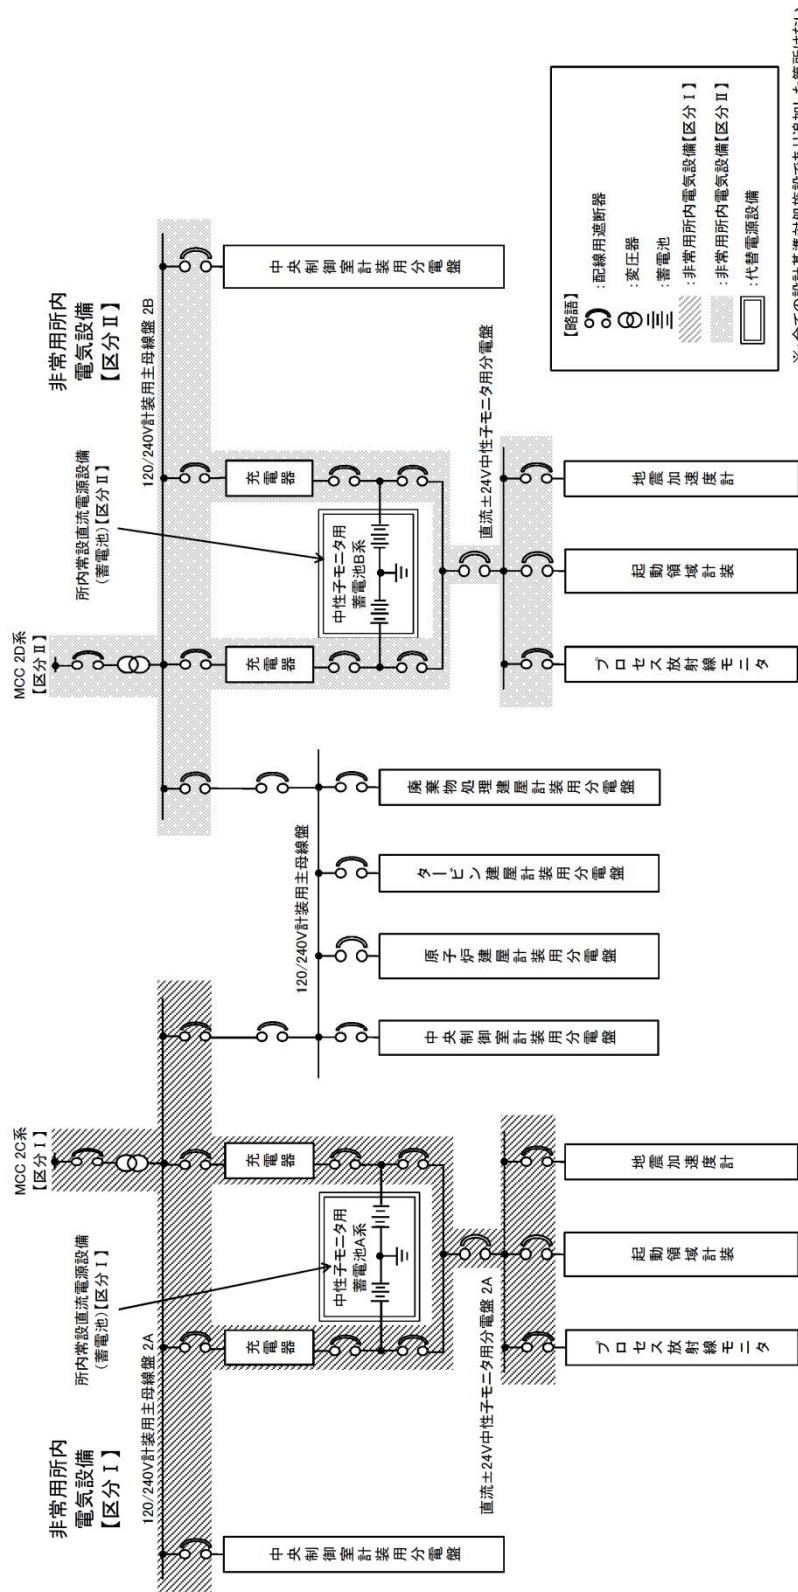 非常用所内
電気設備
【区分Ⅰ】
所内常設直流電源設備
(蓄電池)【区分Ⅰ】
MCC 2C系
【区分Ⅰ】
120/240V計装用主母線盤 2A
中央制御室計装用分電盤
充電器
中性子モニタ用
蓄電池A系
充電器
直流±24V中性子モニタ用分電盤 2A
プロセス放射線モニタ
起動領域計装
地震加速度計
120/240V計装用主母線盤
中央制御室計装用分電盤
原子炉建屋計装用分電盤
タービン建屋計装用分電盤
廃棄物処理建屋計装用分電盤
MCC 2D系
【区分Ⅱ】
所内常設直流電源設備
(蓄電池)【区分Ⅱ】
非常用所内
電気設備
【区分Ⅱ】
120/240V計装用主母線盤 2B
充電器
中性子モニタ用
蓄電池B系
充電器
中央制御室計装用分電盤
直流±24V中性子モニタ用分電盤
プロセス放射線モニタ
起動領域計装
地震加速度計
【略語】
:配線用遮断器
:変圧器
:蓄電池
:非常用所内電気設備【区分Ⅰ】
:非常用所内電気設備【区分Ⅱ】
:代替電源設備